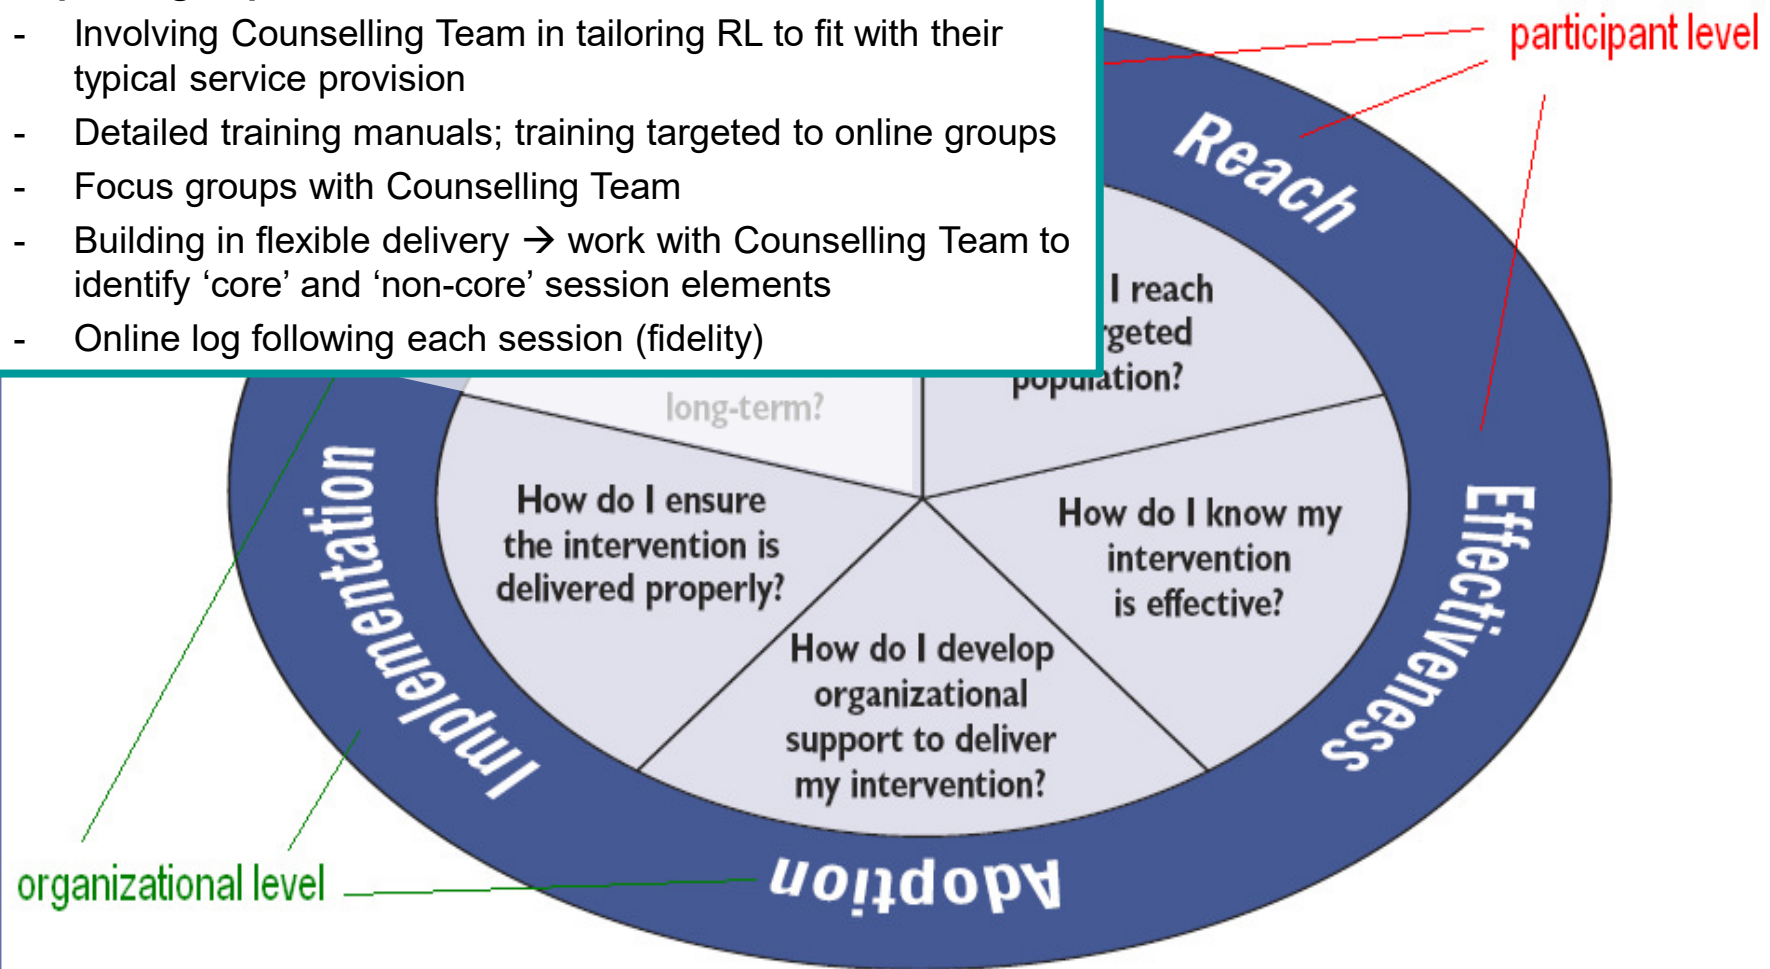 - Involving Counselling Team in tailoring RL to fit with their
typical service provision
- Detailed training manuals; training targeted to online groups
- Focus groups with Counselling Team
- Building in flexible delivery → work with Counselling Team to
identify ‘core’ and ‘non-core’ session elements
- Online log following each session (fidelity)
participant level
Reach
I reach
population?
long-term?
How do I ensure
the intervention is
delivered properly?
How do I know my
intervention
is effective?
How do I develop
organizational
support to deliver
my intervention?
Implementation
Effectiveness
Adoption
organizational level